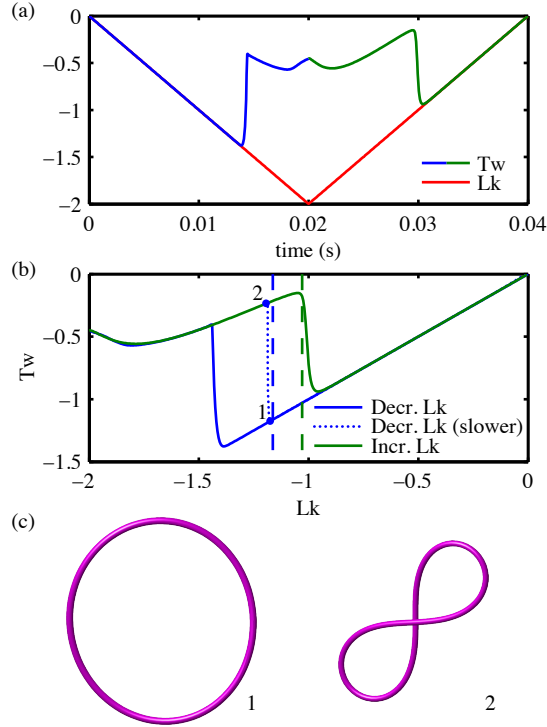 (a)
0
−0.5
−1
−1.5
−2
Tw
Lk
0 0.01 0.02 0.03 0.04
time (s)
(b)
0
−0.5
−1
−1.5
Tw
2
1
Decr. Lk
Decr. Lk (slower)
Incr. Lk
−2 −1.5 −1 −0.5 0
Lk
(c)
1 2